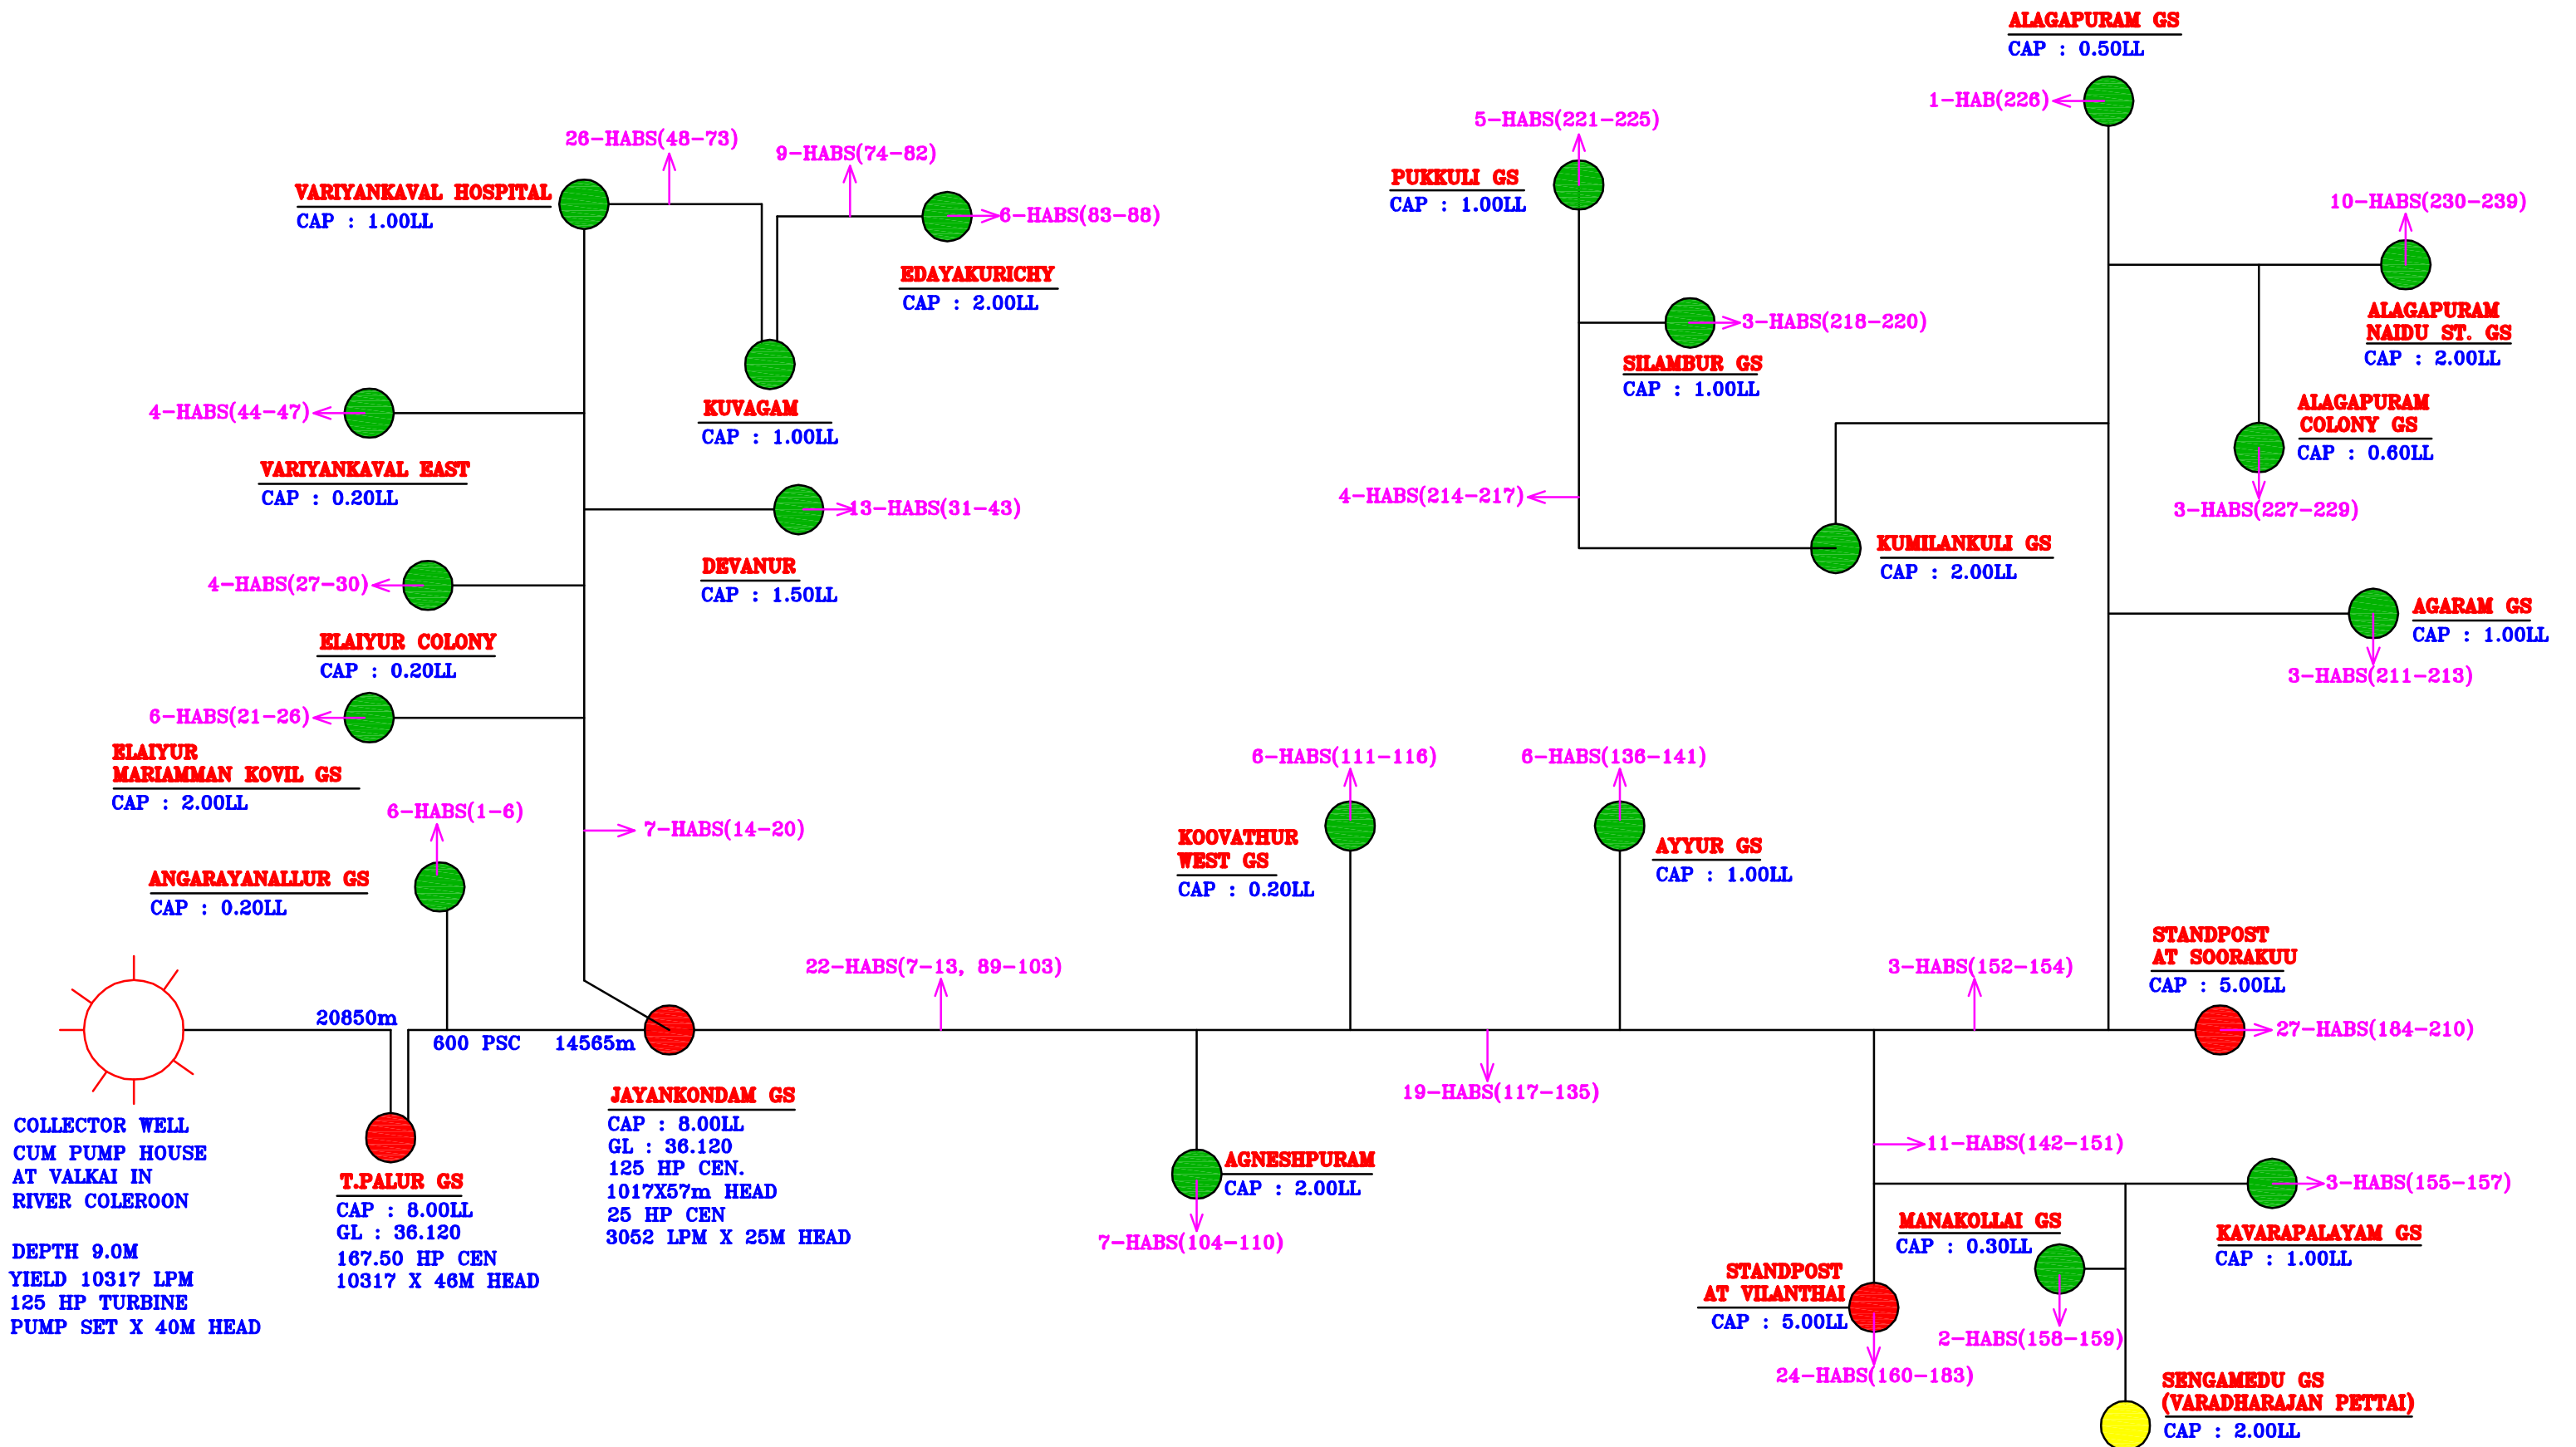 ALAGAPURAM GS
CAP : 0.50LL
1-HAB(226)
26-HABS(48-73)
9-HABS(74-82)
5-HABS(221-225)
VARIYANKAVAL HOSPITAL
CAP : 1.00LL
6-HABS(83-88)
PUKKULI GS
CAP : 1.00LL
10-HABS(230-239)
EDAYAKURICHY
CAP : 2.00LL
3-HABS(218-220)
ALAGAPURAM
NAIDU ST. GS
CAP : 2.00LL
SILAMBUR GS
CAP : 1.00LL
4-HABS(44-47)
KUVAGAM
CAP : 1.00LL
ALAGAPURAM
COLONY GS
CAP : 0.60LL
VARIYANKAVAL EAST
CAP : 0.20LL
13-HABS(31-43)
4-HABS(214-217)
3-HABS(227-229)
DEVANUR
CAP : 1.50LL
KUMILANKULI GS
CAP : 2.00LL
4-HABS(27-30)
ELAIYUR COLONY
CAP : 0.20LL
AGARAM GS
CAP : 1.00LL
3-HABS(211-213)
6-HABS(21-26)
ELAIYUR
MARIAMMAN KOVIL GS
CAP : 2.00LL
6-HABS(1-6)
7-HABS(14-20)
6-HABS(111-116)
6-HABS(136-141)
KOOVATHUR
WEST GS
CAP : 0.20LL
AYYUR GS
CAP : 1.00LL
ANGARAYANALLUR GS
CAP : 0.20LL
STANDPOST
AT SOORAKUU
CAP : 5.00LL
22-HABS(7-13, 89-103)
3-HABS(152-154)
20850m
600 PSC 14565m
27-HABS(184-210)
19-HABS(117-135)
COLLECTOR WELL
CUM PUMP HOUSE
AT VALKAI IN
RIVER COLEROON
DEPTH 9.0M
YIELD 10317 LPM
125 HP TURBINE
PUMP SET X 40M HEAD
T.PALUR GS
CAP : 8.00LL
GL : 36.120
167.50 HP CEN
10317 X 46M HEAD
JAYANKONDAM GS
CAP : 8.00LL
GL : 36.120
125 HP CEN.
1017X57m HEAD
25 HP CEN
3052 LPM X 25M HEAD
AGNESHPURAM
CAP : 2.00LL
7-HABS(104-110)
11-HABS(142-151)
3-HABS(155-157)
MANAKOLLAI GS
CAP : 0.30LL
KAVARAPALAYAM GS
CAP : 1.00LL
STANDPOST
AT VILANTHAI
CAP : 5.00LL
2-HABS(158-159)
24-HABS(160-183)
SENGAMEDU GS
(VARADHARAJAN PETTAI)
CAP : 2.00LL